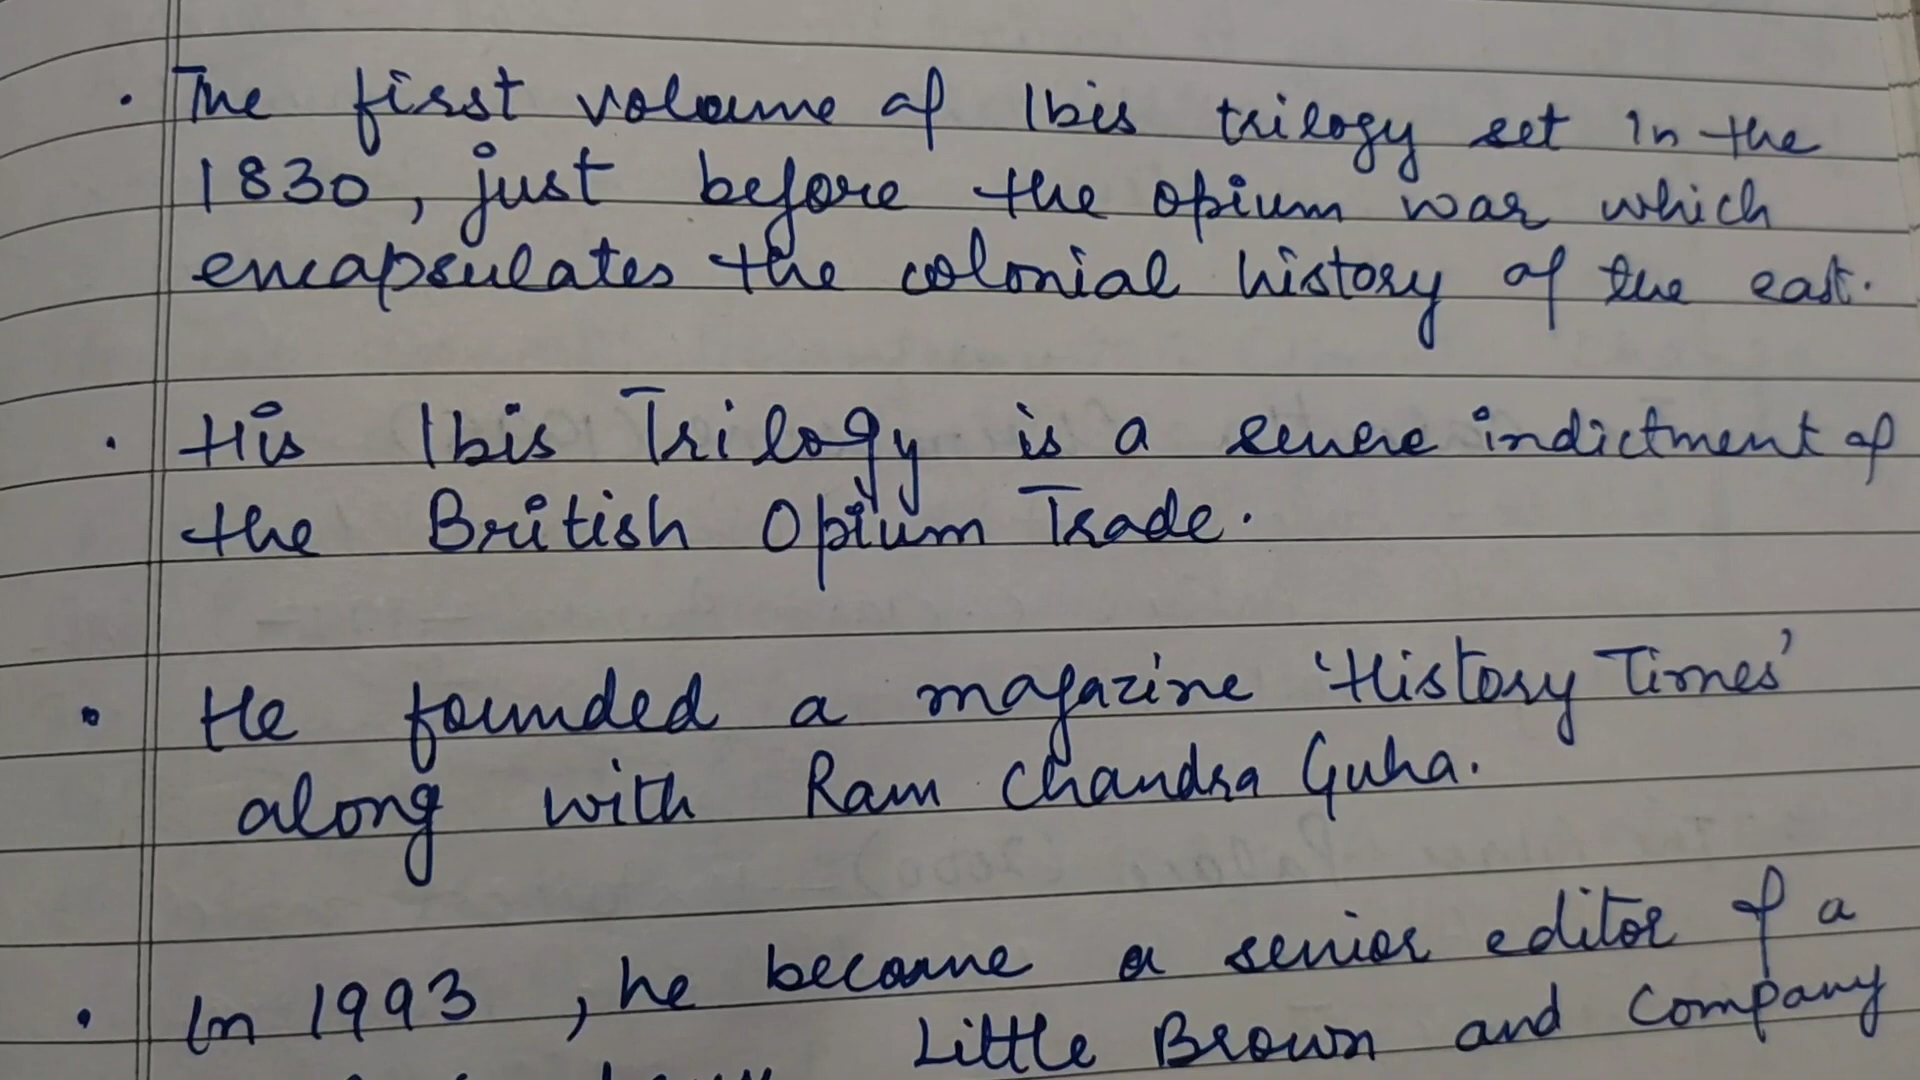 . The first volume of Ibis trilogy set in the
1830, just before the opium war which
encapsulates the colonial history of the east.
. His Ibis Trilogy is a severe indictment of
the British Opium Trade.
. He founded a magazine 'History Times'
along with Ram Chandra Guha.
. In 1993, he became a senior editor of a
Little Brown and Company